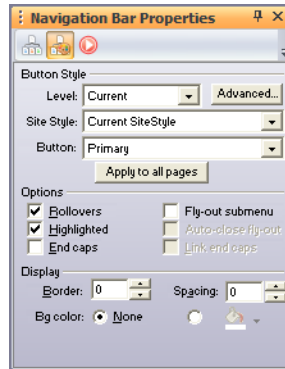 Navigation Bar Properties
Button Style
Level: Current Advanced...
Site Style: Current SiteStyle
Button: Primary
Apply to all pages
Options
Rollovers Fly-out submenu
Highlighted Auto-close fly-out
End caps Link end caps
Display
Border: 0 Spacing: 0
Bg color: None